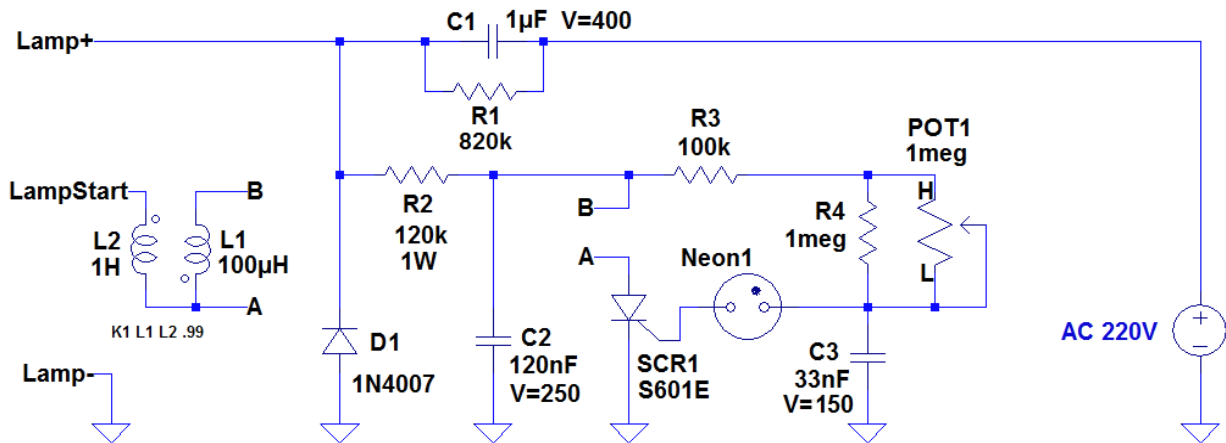 Lamp+
C1
1µF
V=400
R1
820k
R3
100k
POT1
1meg
H
L
LampStart
B
A
L2
1H
L1
100µH
K1 L1 L2 .99
R2
120k
1W
B
A
Neon1
R4
1meg
D1
1N4007
C2
120nF
V=250
SCR1
S601E
C3
33nF
V=150
AC 220V
Lamp-